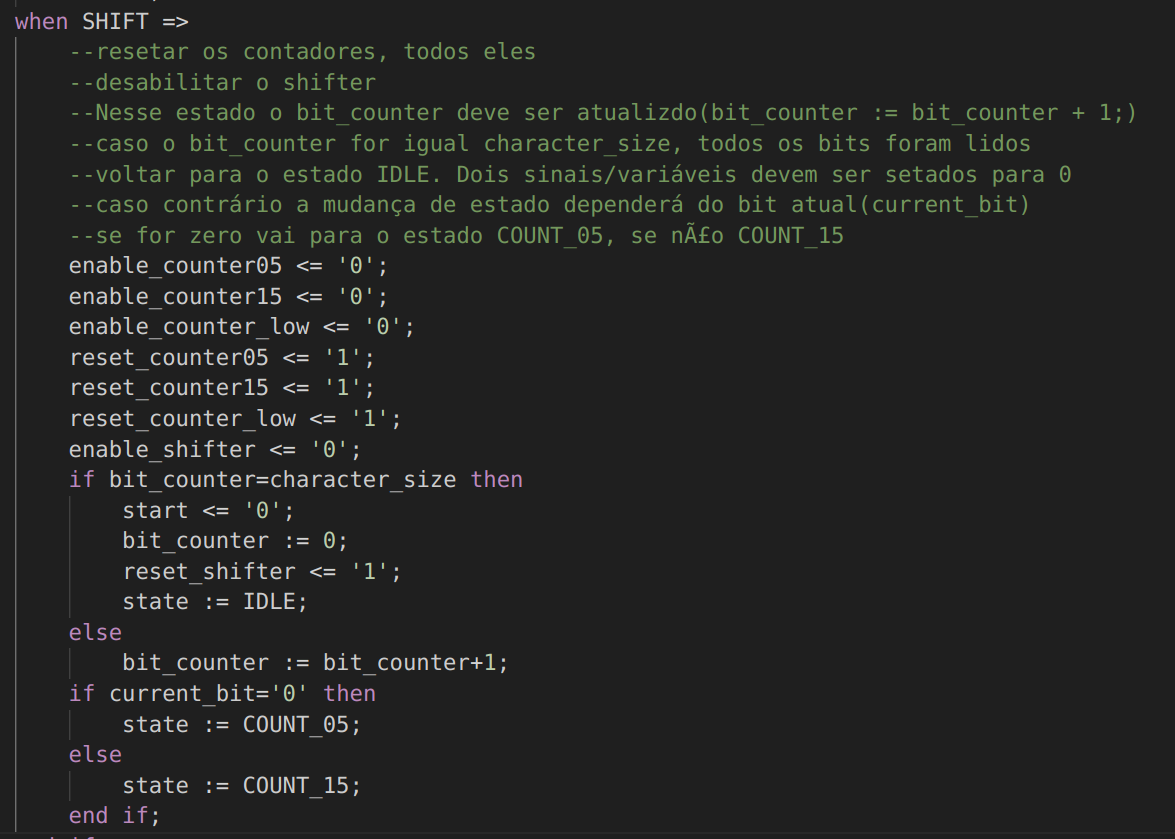 when SHIFT =>
--resetar os contadores, todos eles
--desabilitar o shifter
--Nesse estado o bit_counter deve ser atualizdo(bit_counter := bit_counter + 1;)
--caso o bit_counter for igual character_size, todos os bits foram lidos
--voltar para o estado IDLE. Dois sinais/variáveis devem ser setados para 0
--caso contrário a mudança de estado dependerá do bit atual(current_bit)
--se for zero vai para o estado COUNT_05, se nÃ£o COUNT_15
enable_counter05 <= '0';
enable_counter15 <= '0';
enable_counter_low <= '0';
reset_counter05 <= '1';
reset_counter15 <= '1';
reset_counter_low <= '1';
enable_shifter <= '0';
if bit_counter=character_size then
start <= '0';
bit_counter := 0;
reset_shifter <= '1';
state := IDLE;
else
bit_counter := bit_counter+1;
if current_bit='0' then
state := COUNT_05;
else
state := COUNT_15;
end if;